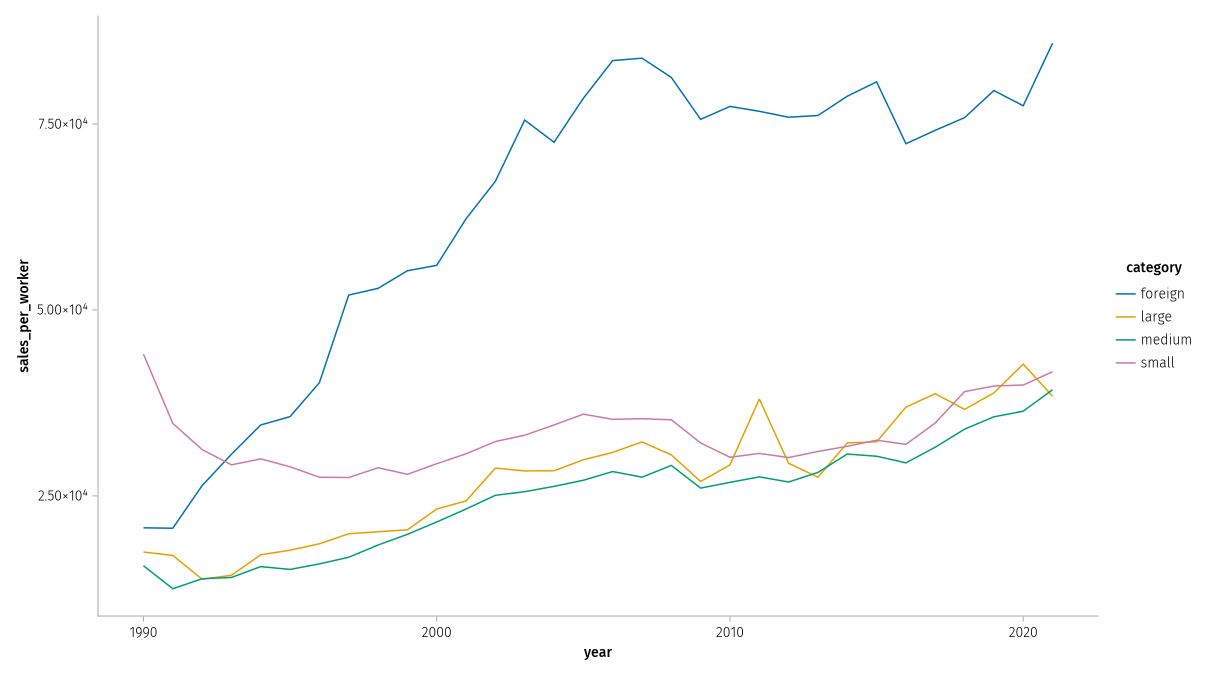 sales_per_worker
7.50×10⁴
5.00×10⁴
2.50×10⁴
1990 2000 2010 2020
year
category
foreign
large
medium
small